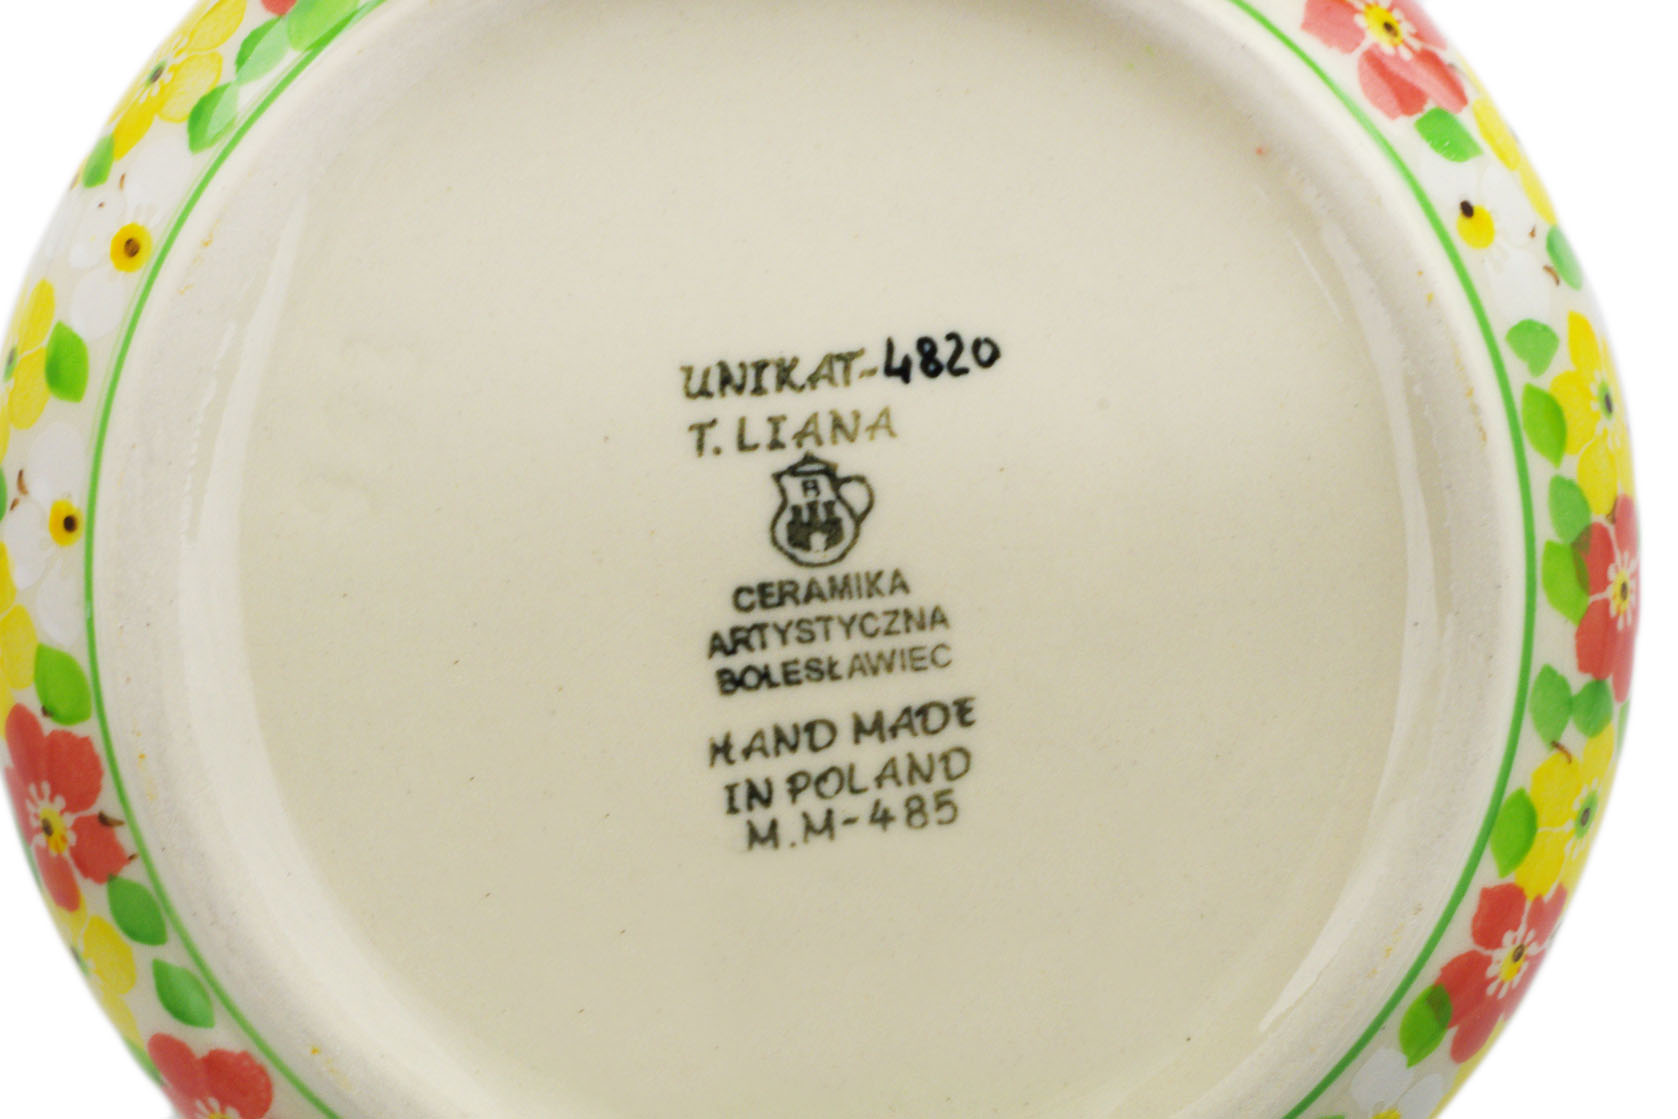 UNIKAT-4820
T. LIANA
CERAMIKA
ARTYSTYCZNA
BOLESŁAWIEC
HAND MADE
IN POLAND
M.M-485